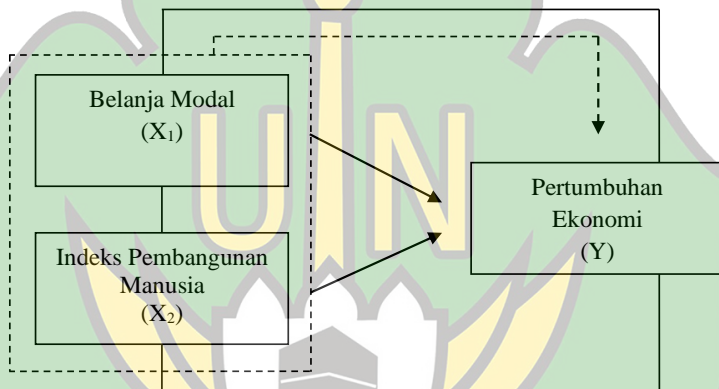 Belanja Modal
(X₁)
Indeks Pembangunan
Manusia
(X₂)
Pertumbuhan
Ekonomi
(Y)
U N